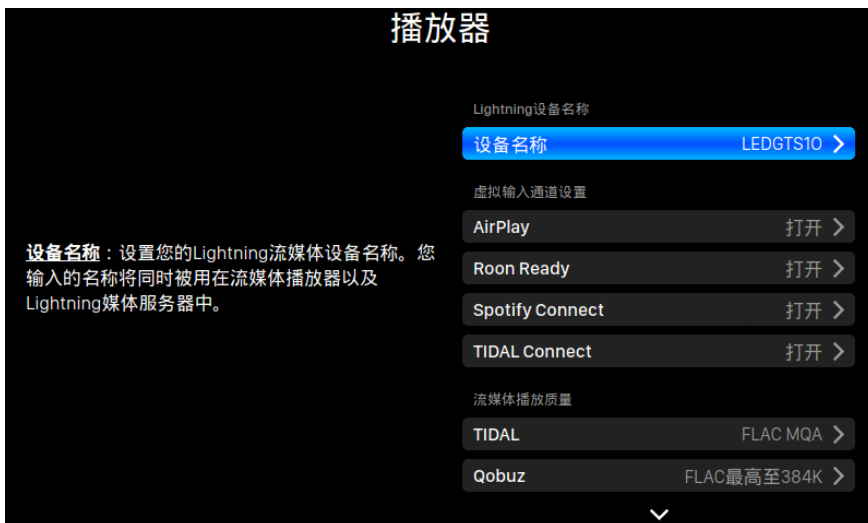 播放器
Lightning设备名称
设备名称 LEDGTS10
虚拟输入通道设置
AirPlay 打开
Roon Ready 打开
Spotify Connect 打开
TIDAL Connect 打开
流媒体播放质量
TIDAL FLAC MQA
Qobuz FLAC最高至384K
设备名称：设置您的Lightning流媒体设备名称。您
输入的名称将同时被用在流媒体播放器以及
Lightning媒体服务器中。